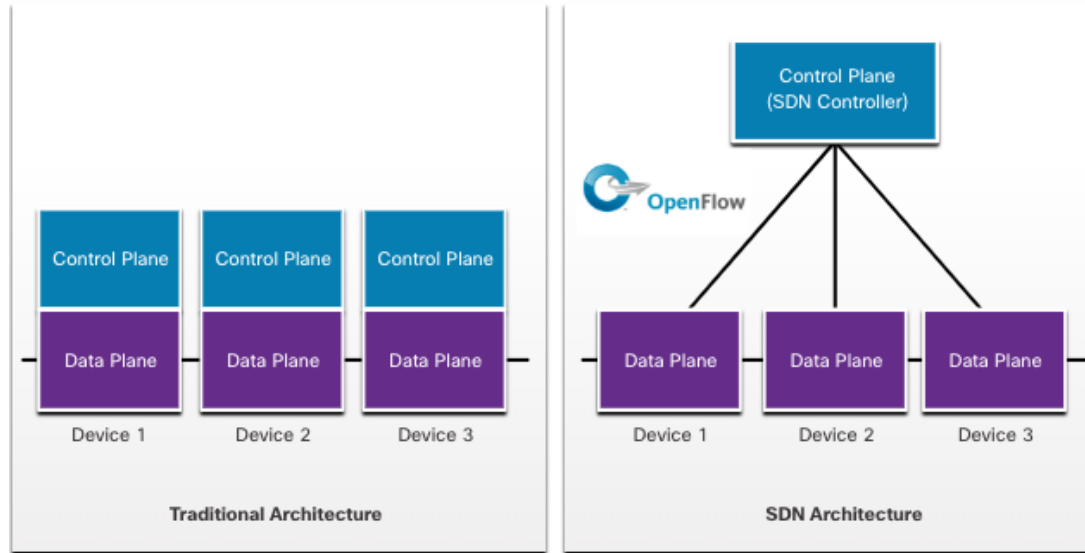 Control Plane
Control Plane
Control Plane
Data Plane
Data Plane
Data Plane
Device 1
Device 2
Device 3
Traditional Architecture
Control Plane
(SDN Controller)
OpenFlow
Data Plane
Data Plane
Data Plane
Device 1
Device 2
Device 3
SDN Architecture